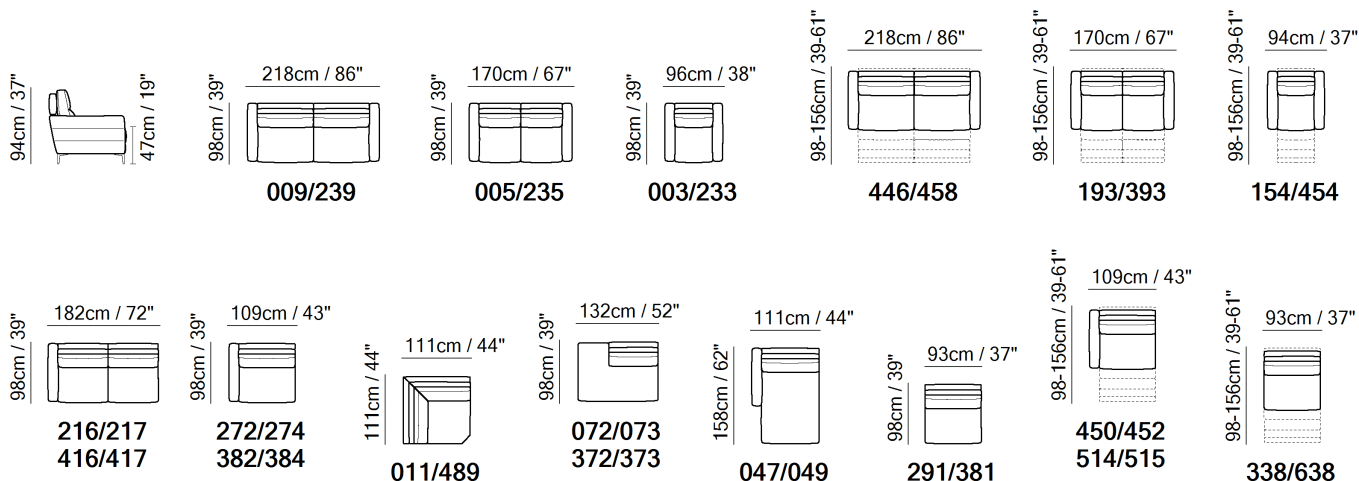 94cm / 37"
47cm / 19"
98cm / 39"
218cm / 86"
009/239
98cm / 39"
170cm / 67"
005/235
98cm / 39"
96cm / 38"
003/233
98-156cm / 39-61"
218cm / 86"
446/458
98-156cm / 39-61"
170cm / 67"
193/393
98-156cm / 39-61"
94cm / 37"
154/454
98cm / 39"
182cm / 72"
216/217
416/417
98cm / 39"
109cm / 43"
272/274
382/384
111cm / 44"
111cm / 44"
011/489
98cm / 39"
132cm / 52"
072/073
372/373
158cm / 62"
111cm / 44"
047/049
98cm / 39"
93cm / 37"
291/381
98-156cm / 39-61"
109cm / 43"
450/452
514/515
98-156cm / 39-61"
93cm / 37"
338/638